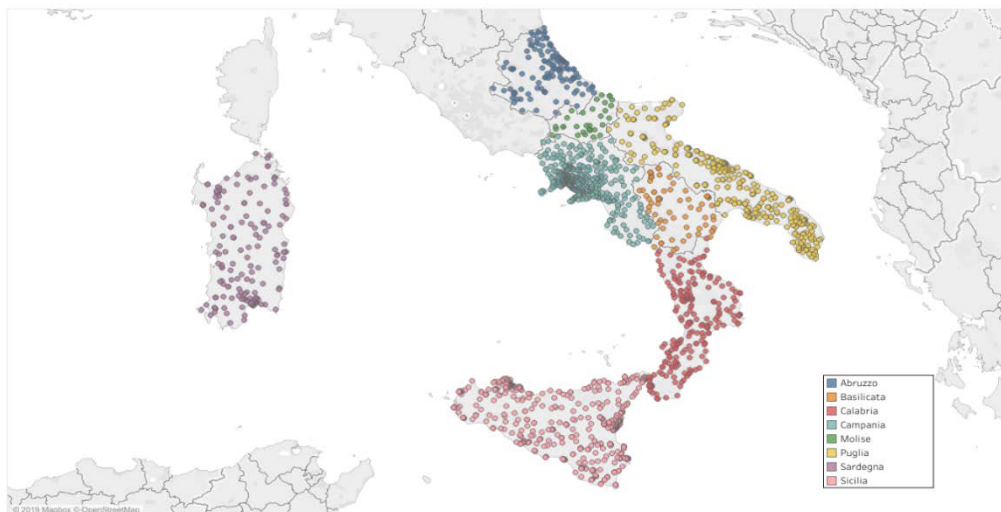 Abruzzo
Basilicata
Calabria
Campania
Molise
Puglia
Sardegna
Sicilia
© 2019 Mapbox © OpenStreetMap